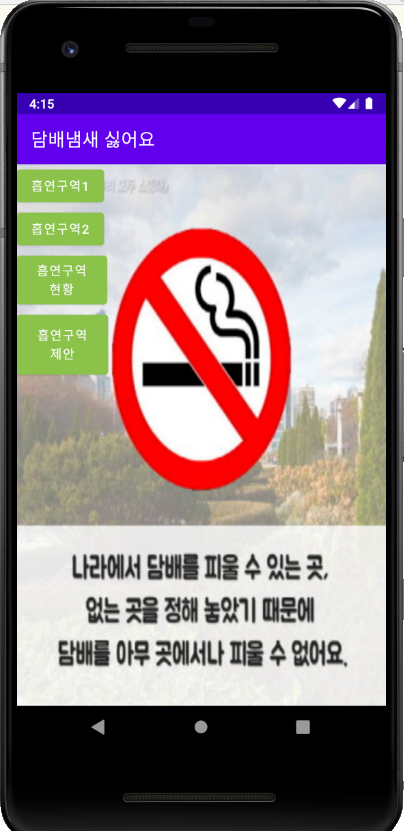 4:15
담배냄새 싫어요
흡연구역1
흡연구역2
흡연구역
현황
흡연구역
제안
나라에서 담배를 피울 수 있는 곳,
없는 곳을 정해 놓았기 때문에
담배를 아무 곳에서나 피울 수 없어요.